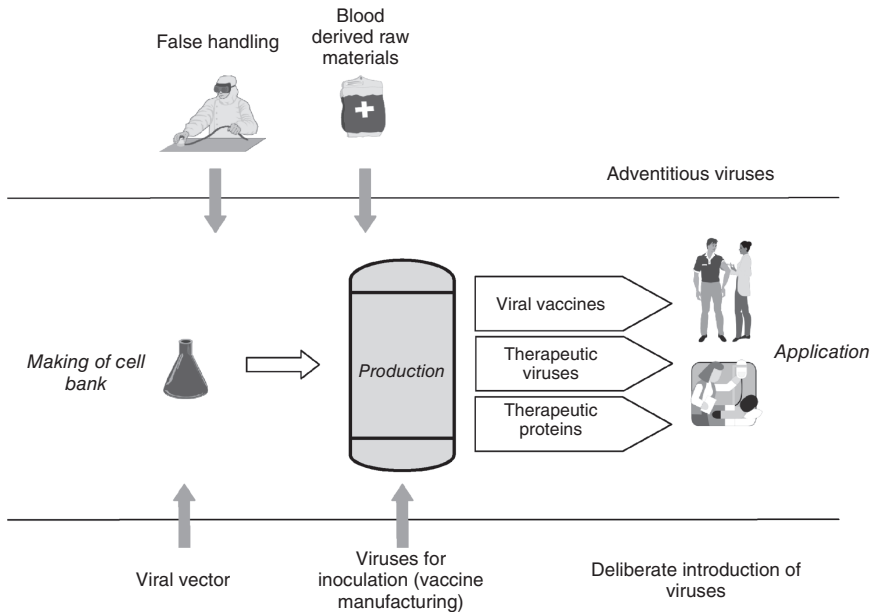 False handling
Blood
derived raw
materials
Adventitious viruses
Making of cell
bank
Production
Viral vaccines
Therapeutic
viruses
Therapeutic
proteins
Application
Viral vector
Viruses for
inoculation (vaccine
manufacturing)
Deliberate introduction of
viruses